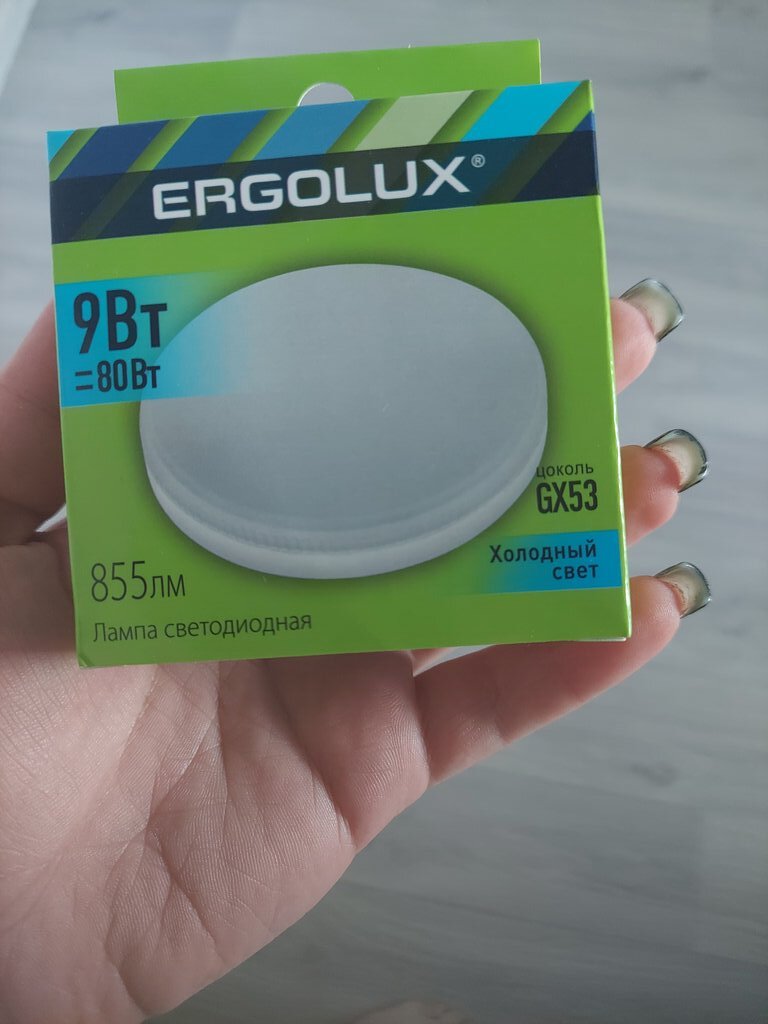 ERGOLUX®
9Вт
=80Вт
цоколь
GX53
Холодный
свет
855лм
Лампа светодиодная